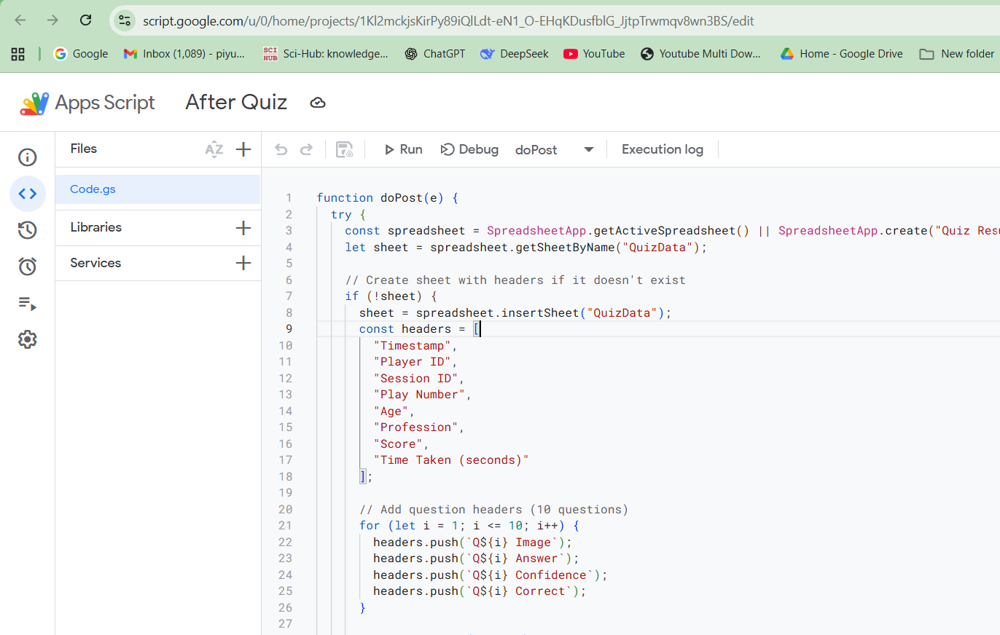 script.google.com/u/0/home/projects/1Kl2mckjsKirPy89iQlLdt-eN1_O-EHqKDusfblG_JjtpTrwmqv8wn3BS/edit
Google Inbox (1,089) - piyu... SCI HUB Sci-Hub: knowledge... ChatGPT DeepSeek YouTube Youtube Multi Dow... Home - Google Drive New folder
Apps Script After Quiz
Files AZ Run Debug doPost Execution log
Code.gs
Libraries
Services
1 function doPost(e) {
2 try {
3 const spreadsheet = SpreadsheetApp.getActiveSpreadsheet() || SpreadsheetApp.create("Quiz Resu
4 let sheet = spreadsheet.getSheetByName("QuizData");
5
6 // Create sheet with headers if it doesn't exist
7 if (!sheet) {
8 sheet = spreadsheet.insertSheet("QuizData");
9 const headers = [
10 "Timestamp",
11 "Player ID",
12 "Session ID",
13 "Play Number",
14 "Age",
15 "Profession",
16 "Score",
17 "Time Taken (seconds)"
18 ];
19
20 // Add question headers (10 questions)
21 for (let i = 1; i <= 10; i++) {
22 headers.push(`Q${i} Image`);
23 headers.push(`Q${i} Answer`);
24 headers.push(`Q${i} Confidence`);
25 headers.push(`Q${i} Correct`);
26 }
27